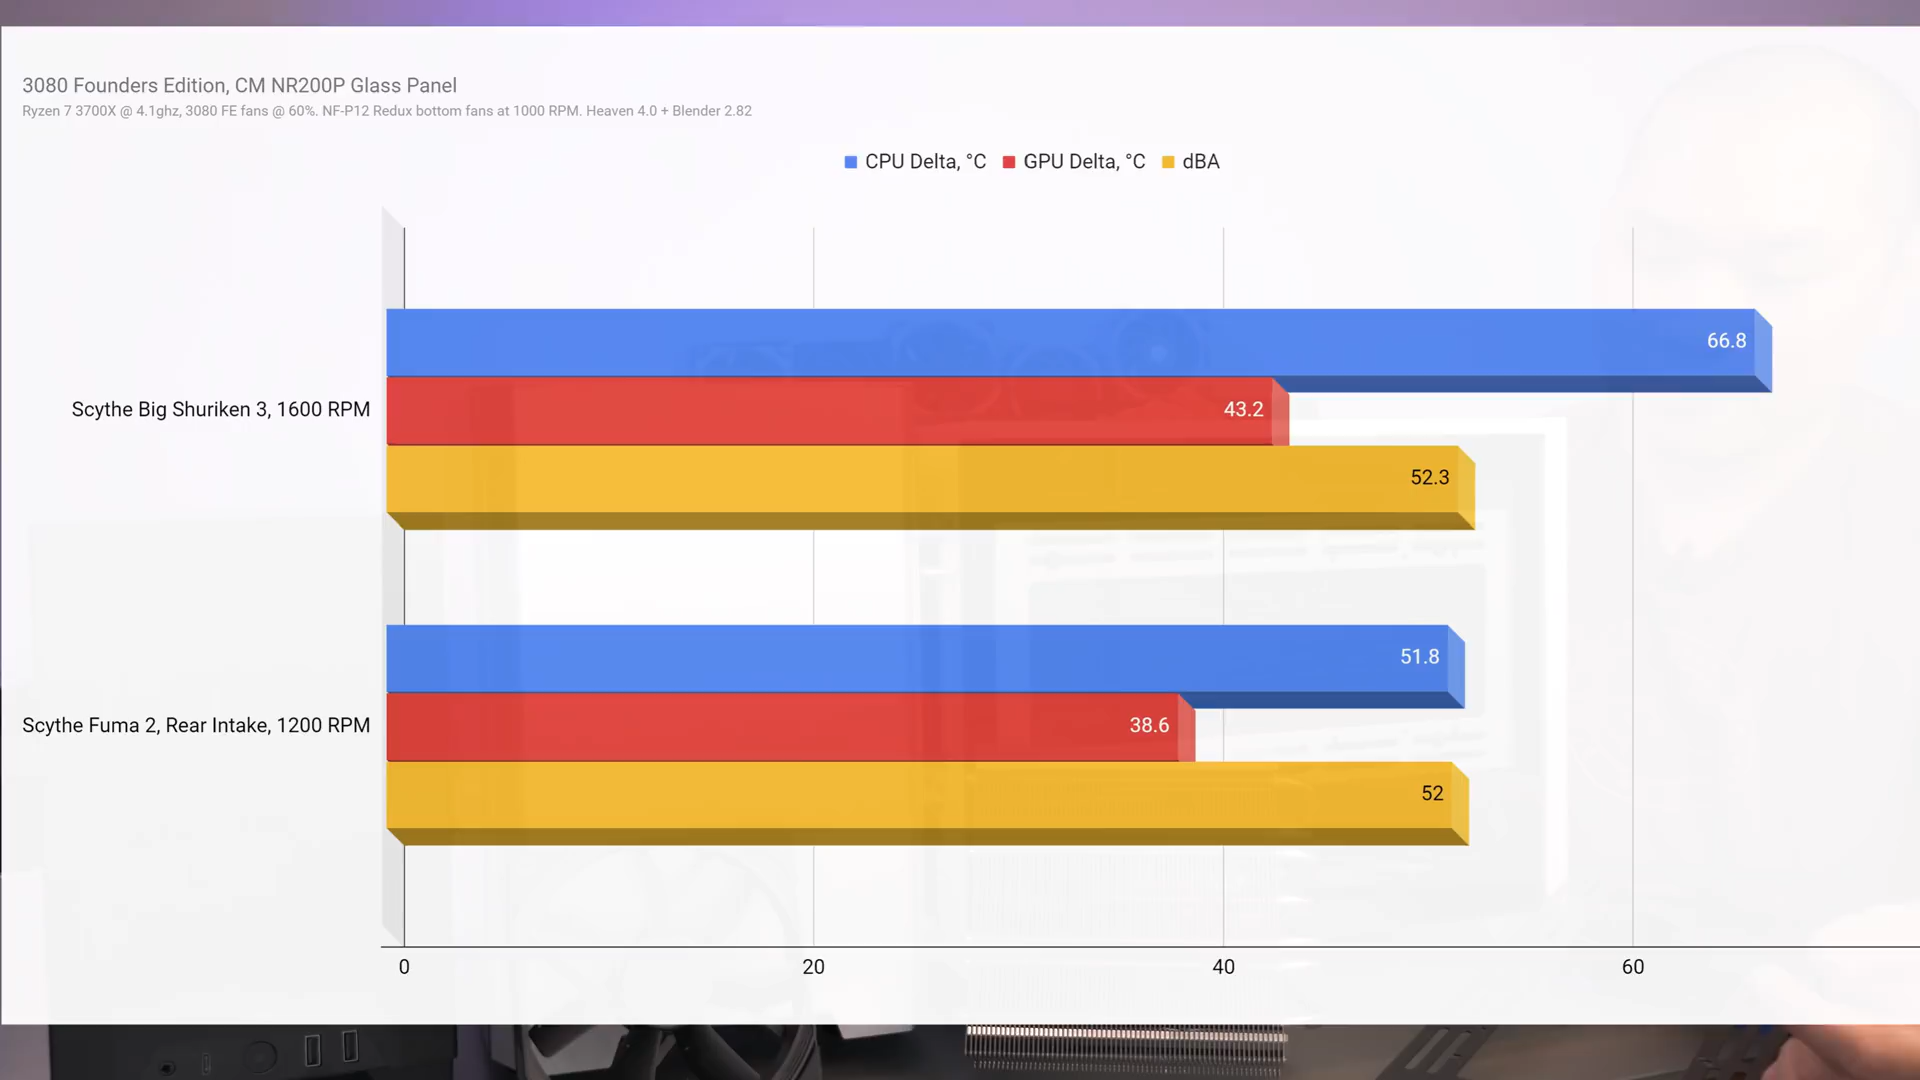 3080 Founders Edition, CM NR200P Glass Panel
Ryzen 7 3700X @ 4.1ghz, 3080 FE fans @ 60%. NF-P12 Redux bottom fans at 1000 RPM. Heaven 4.0 + Blender 2.82
CPU Delta, °C GPU Delta, °C dBA
66.8
Scythe Big Shuriken 3, 1600 RPM 43.2
52.3
51.8
Scythe Fuma 2, Rear Intake, 1200 RPM 38.6
52
0 20 40 60